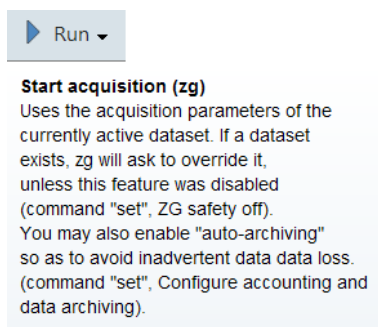 Run
Start acquisition (zg)
Uses the acquisition parameters of the
currently active dataset. If a dataset
exists, zg will ask to override it,
unless this feature was disabled
(command "set", ZG safety off).
You may also enable "auto-archiving"
so as to avoid inadvertent data data loss.
(command "set", Configure accounting and
data archiving).